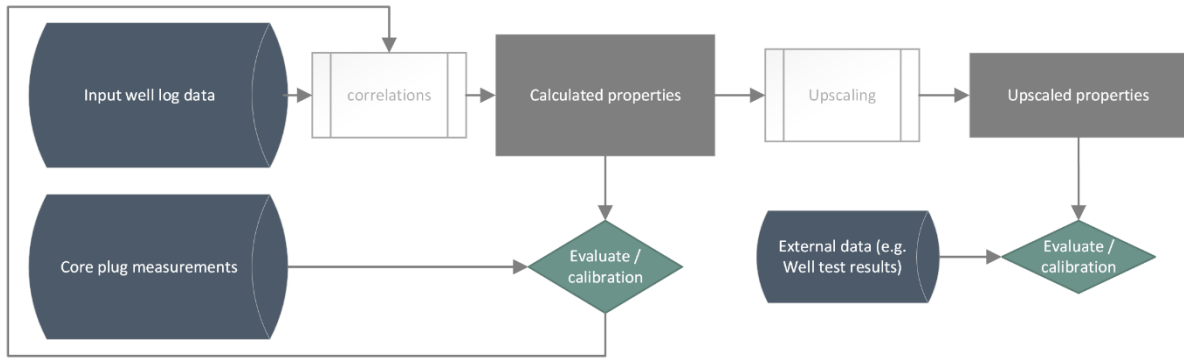 Input well log data
correlations
Calculated properties
Upscaling
Upscaled properties
Core plug measurements
Evaluate /
calibration
External data (e.g.
Well test results)
Evaluate /
calibration